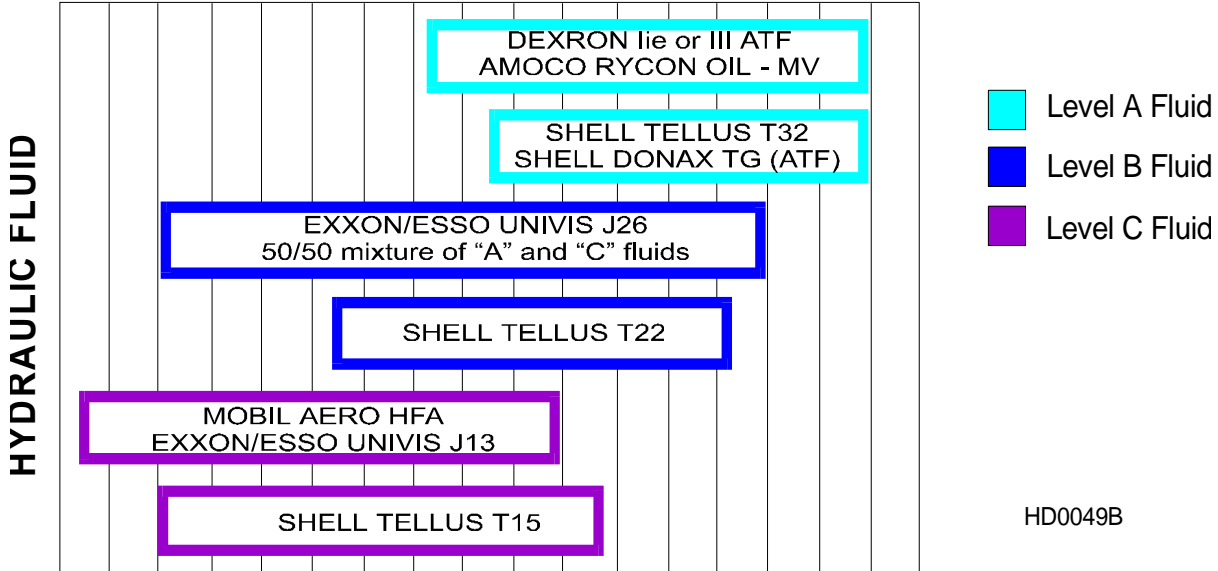 HYDRAULIC FLUID
DEXRON IIe or III ATF
AMOCO RYCON OIL - MV
SHELL TELLUS T32
SHELL DONAX TG (ATF)
EXXON/ESSO UNIVIS J26
50/50 mixture of “A” and “C” fluids
SHELL TELLUS T22
MOBIL AERO HFA
EXXON/ESSO UNIVIS J13
SHELL TELLUS T15
Level A Fluid
Level B Fluid
Level C Fluid
HD0049B